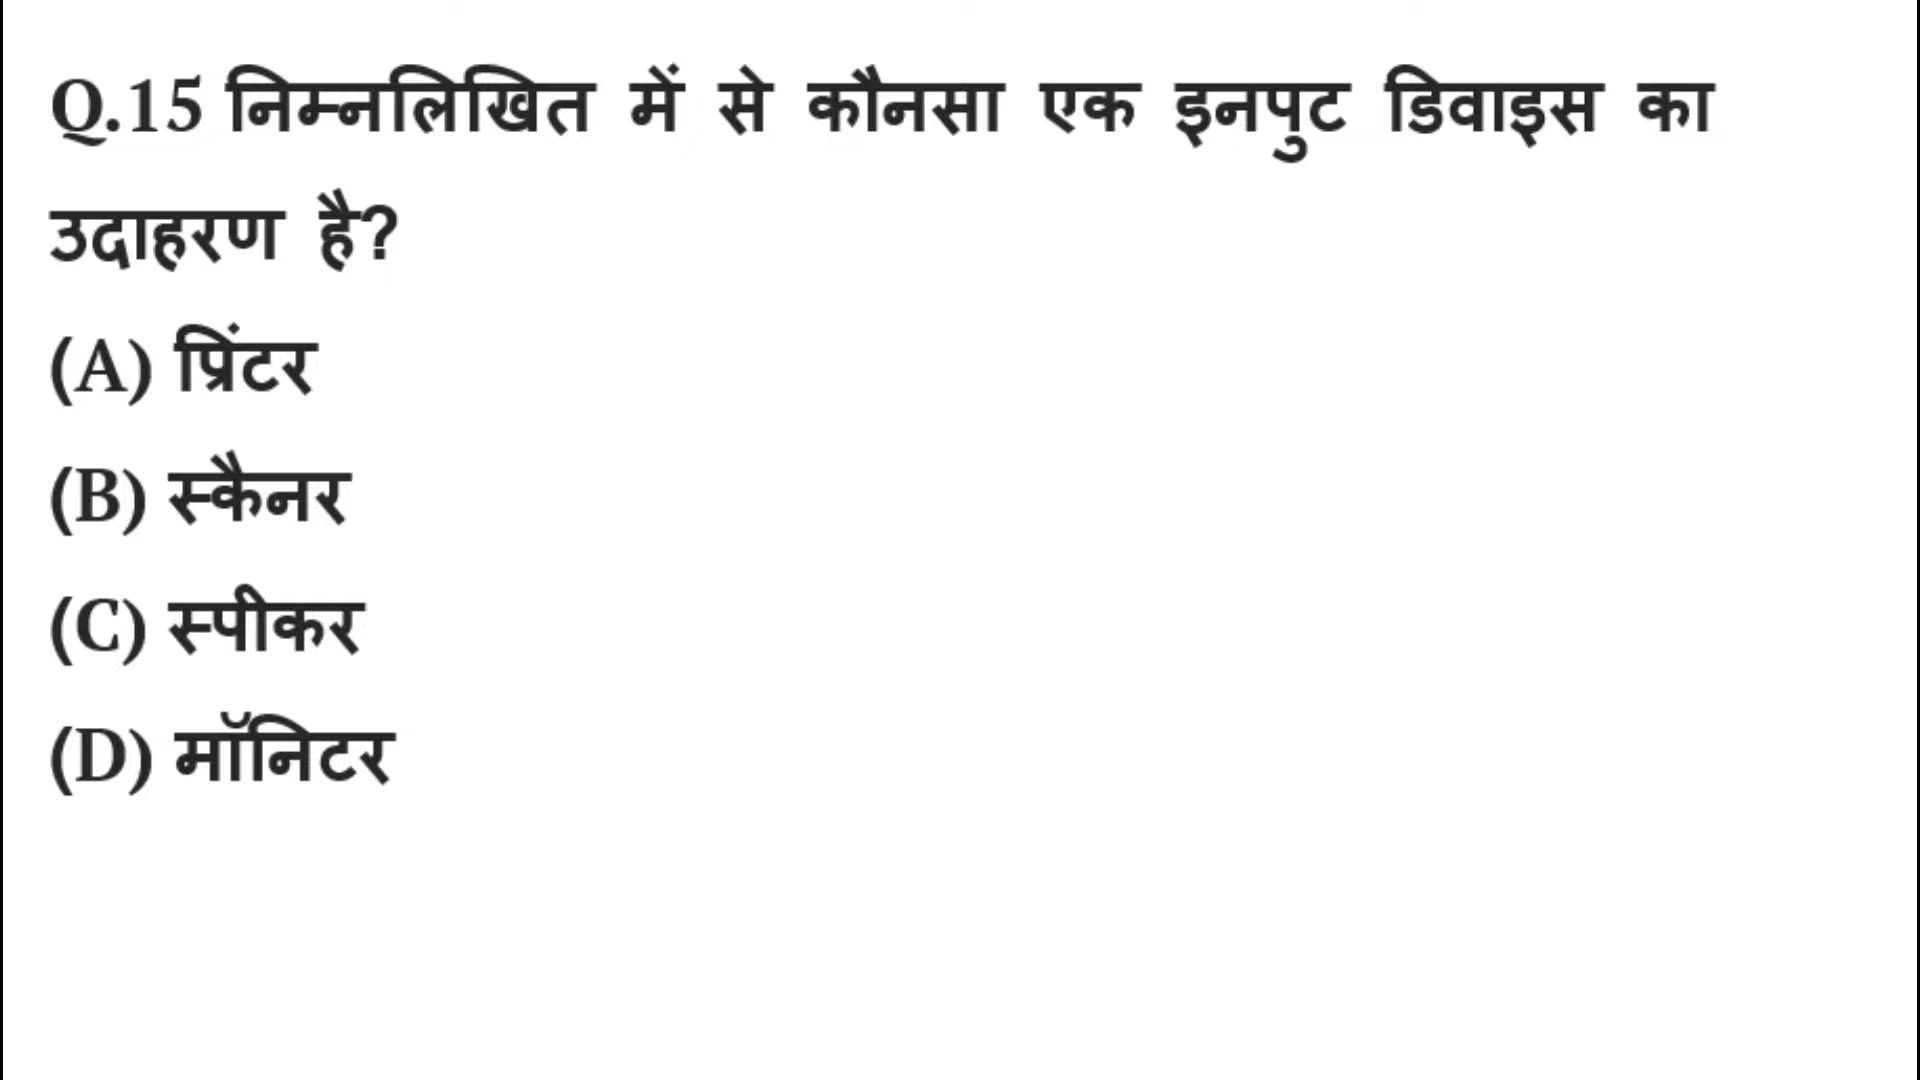 Q.15 निम्नलिखित में से कौनसा एक इनपुट डिवाइस का
उदाहरण है?
(A) प्रिंटर
(B) स्कैनर
(C) स्पीकर
(D) मॉनिटर